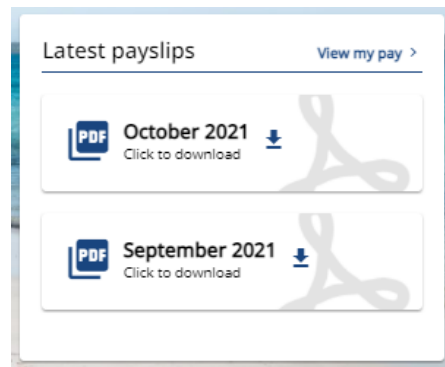 Latest payslips
View my pay >
PDF
October 2021
Click to download
PDF
September 2021
Click to download